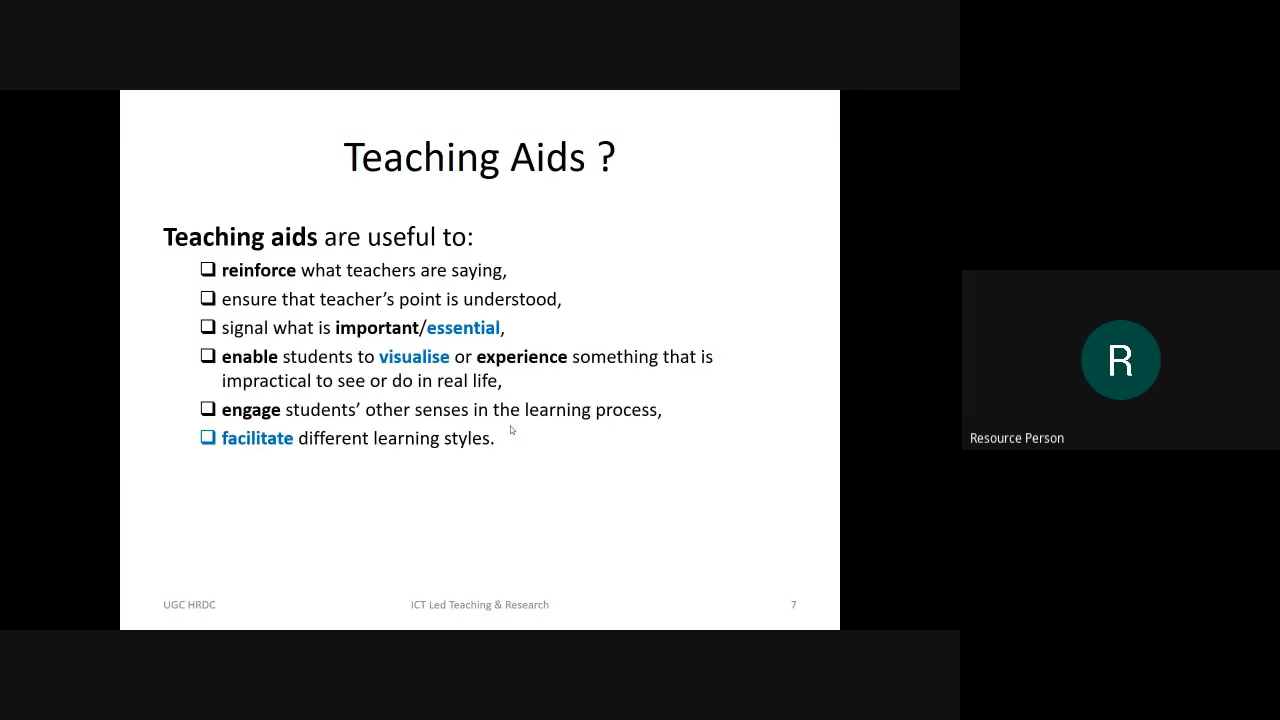 Teaching Aids ?
Teaching aids are useful to:
❑ reinforce what teachers are saying,
❑ ensure that teacher’s point is understood,
❑ signal what is important/essential,
❑ enable students to visualise or experience something that is
impractical to see or do in real life,
❑ engage students’ other senses in the learning process,
❑ facilitate different learning styles.
UGC HRDC
ICT Led Teaching & Research
7
R
Resource Person